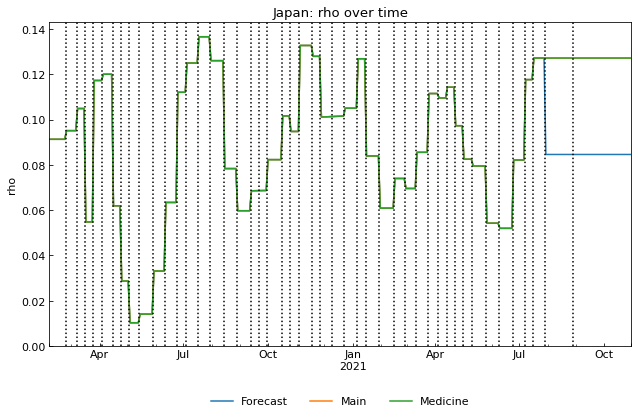 Japan: rho over time
0.14
0.12
0.10
0.08
0.06
0.04
0.02
0.00
rho
Apr Jul Oct Jan Apr Jul Oct
2021
Forecast Main Medicine